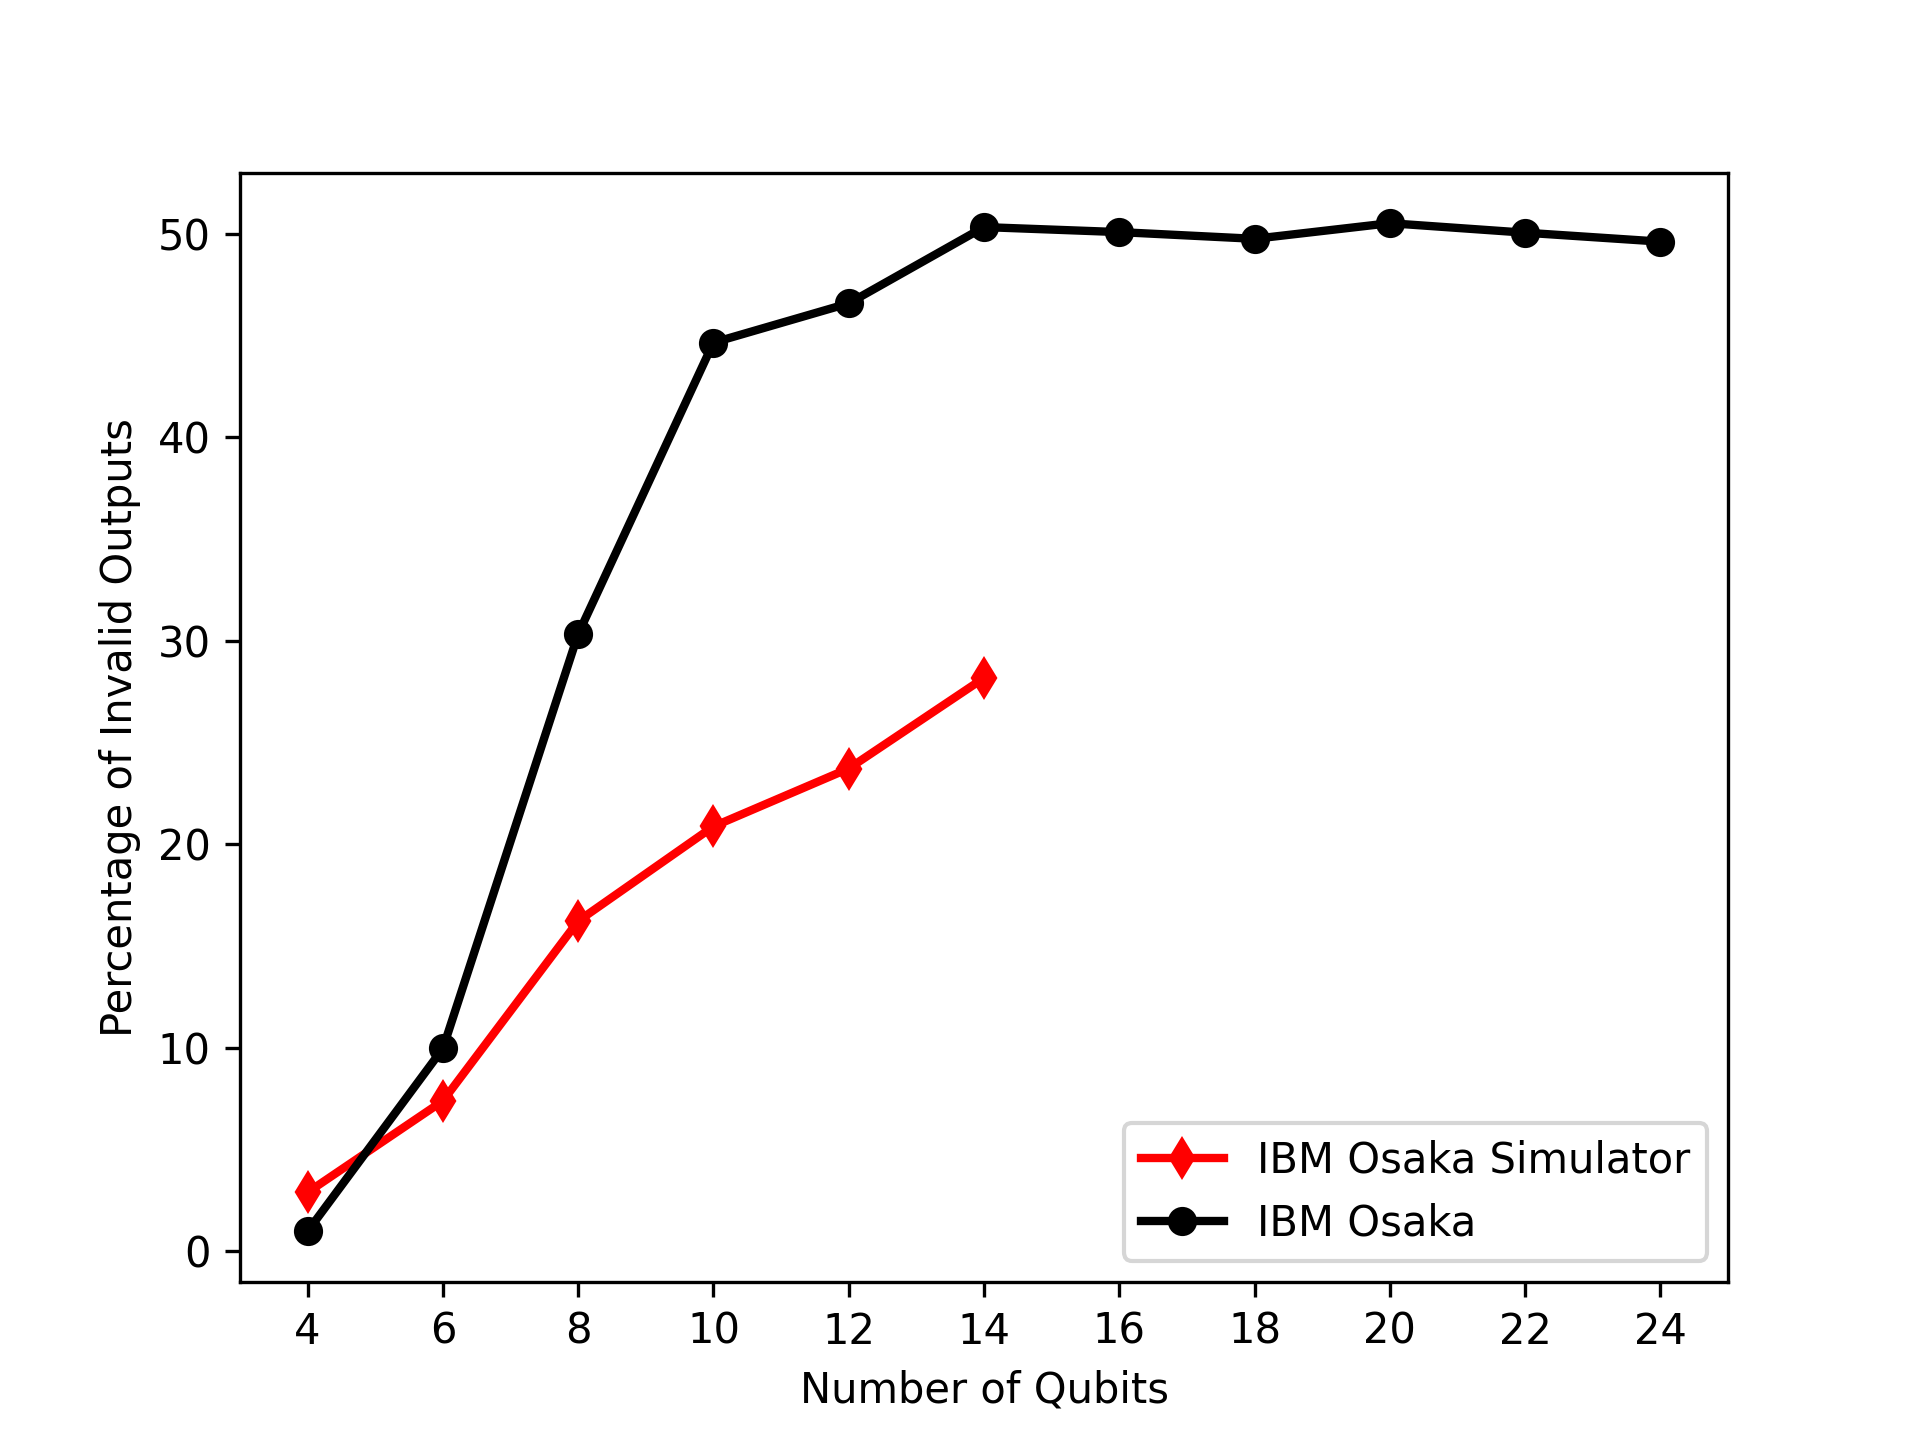 50
40
30
20
10
0
Percentage of Invalid Outputs
IBM Osaka Simulator
IBM Osaka
4 6 8 10 12 14 16 18 20 22 24
Number of Qubits